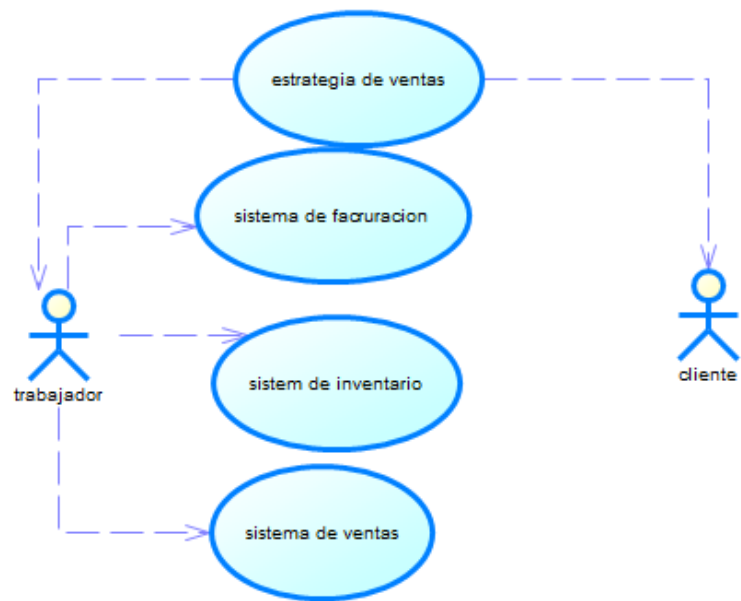 estrategia de ventas
sistema de facruracion
sistem de inventario
cliente
trabajador
sistema de ventas